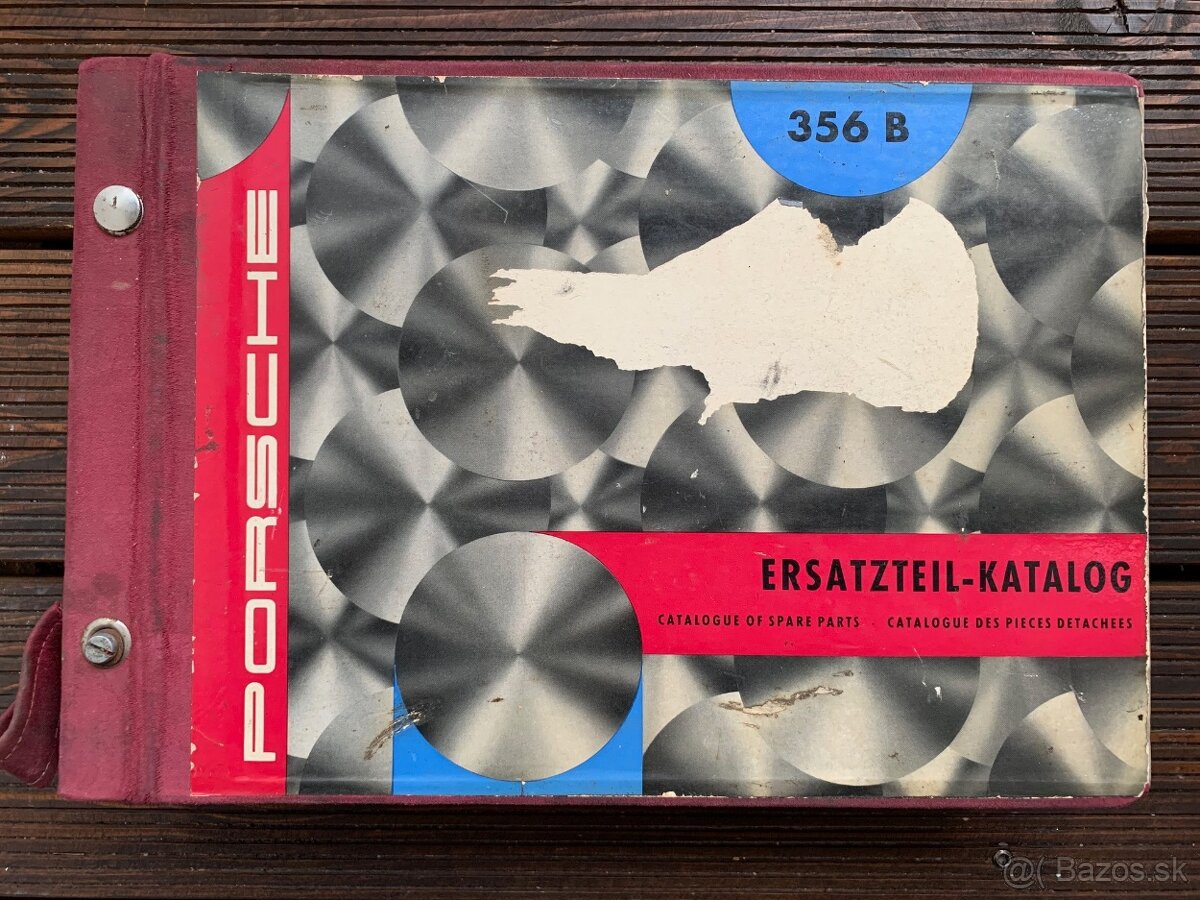 356 B
PORSCHE
ERSATZTEIL-KATALOG
CATALOGUE OF SPARE PARTS · CATALOGUE DES PIECES DETACHEES
@( Bazos.sk